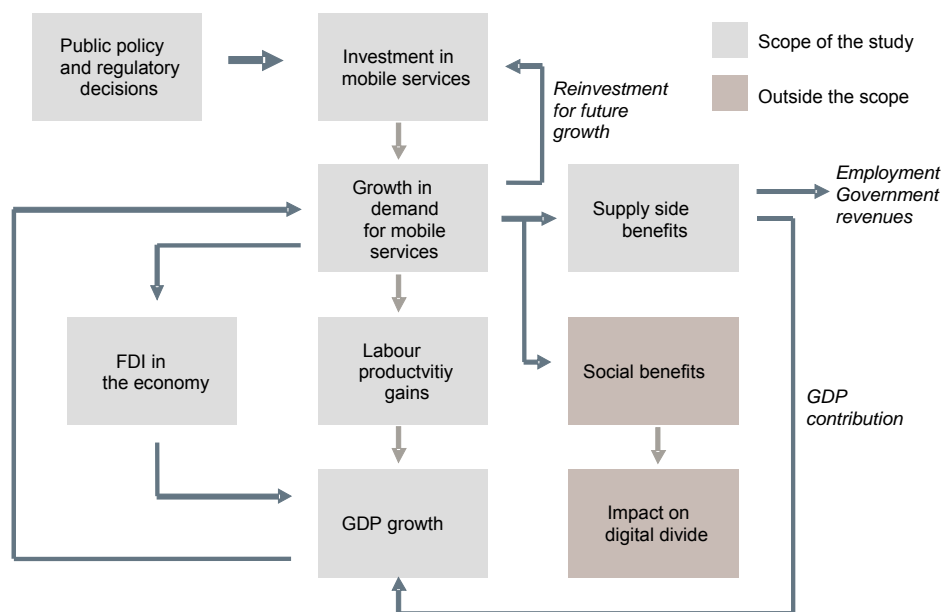 Public policy
and regulatory
decisions
Investment in
mobile services
Scope of the study
Outside the scope
Reinvestment
for future
growth
Growth in
demand
for mobile
services
Supply side
benefits
Employment
Government
revenues
FDI in
the economy
Labour
productvitiy
gains
Social benefits
GDP
contribution
GDP growth
Impact on
digital divide